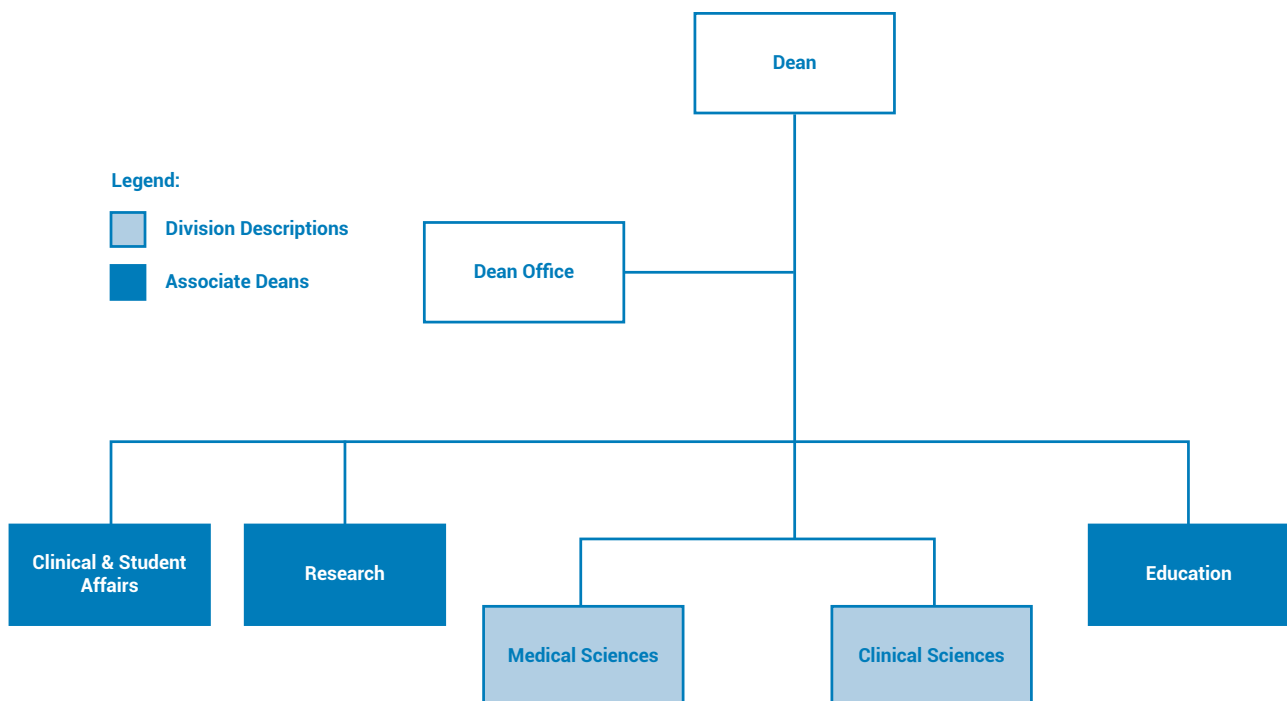 Dean
Legend:
Division Descriptions
Associate Deans
Dean Office
Clinical & Student
Affairs
Research
Education
Medical Sciences
Clinical Sciences